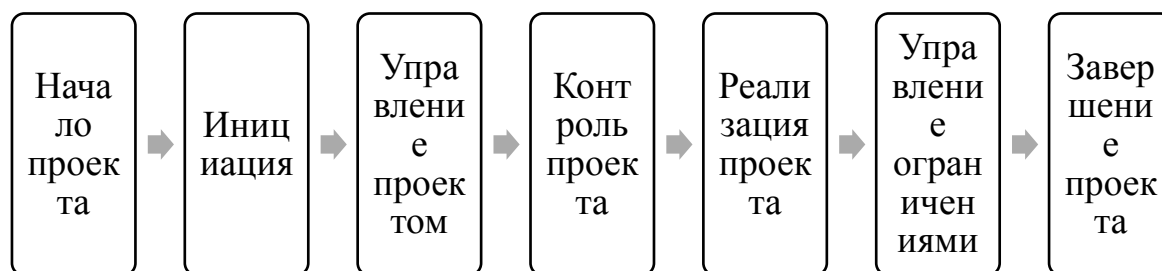 Нача
ло
проек
та
Иниц
иация
Упра
влени
е
проек
том
Конт
роль
проек
та
Реали
зация
проек
та
Упра
влени
е
огран
ичен
иями
Завер
шени
е
проек
та